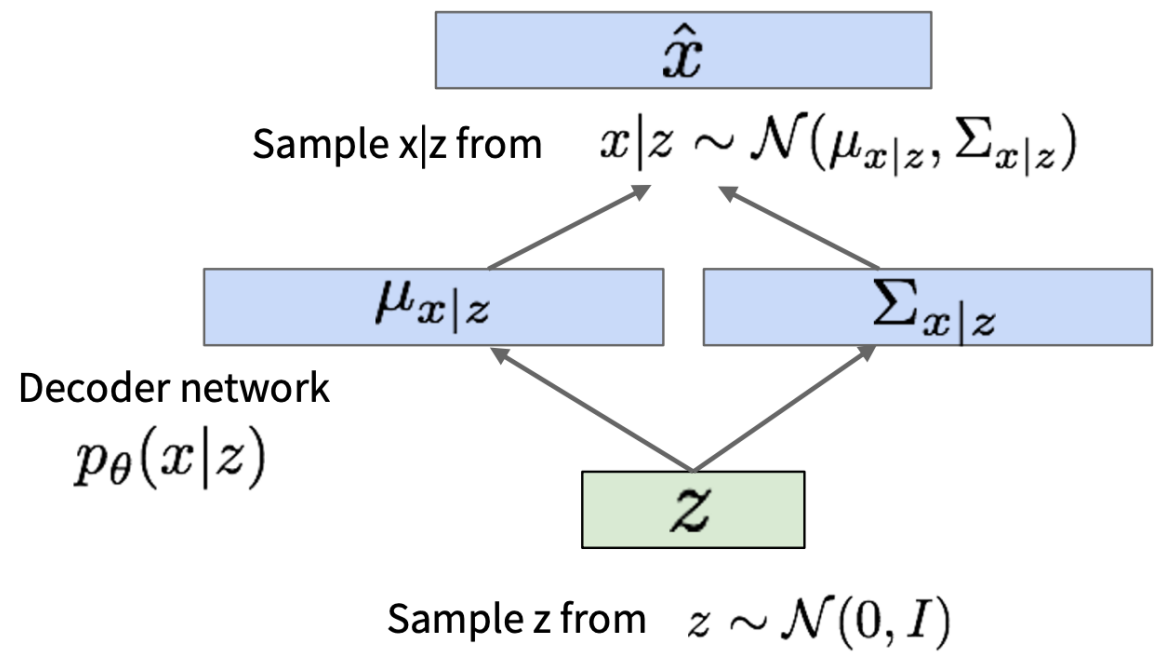 x̂
Sample x|z from x|z ∼ 𝒩(μ_{x|z}, Σ_{x|z})
μ_{x|z} Σ_{x|z}
Decoder network
p_θ(x|z)
z
Sample z from z ∼ 𝒩(0, I)